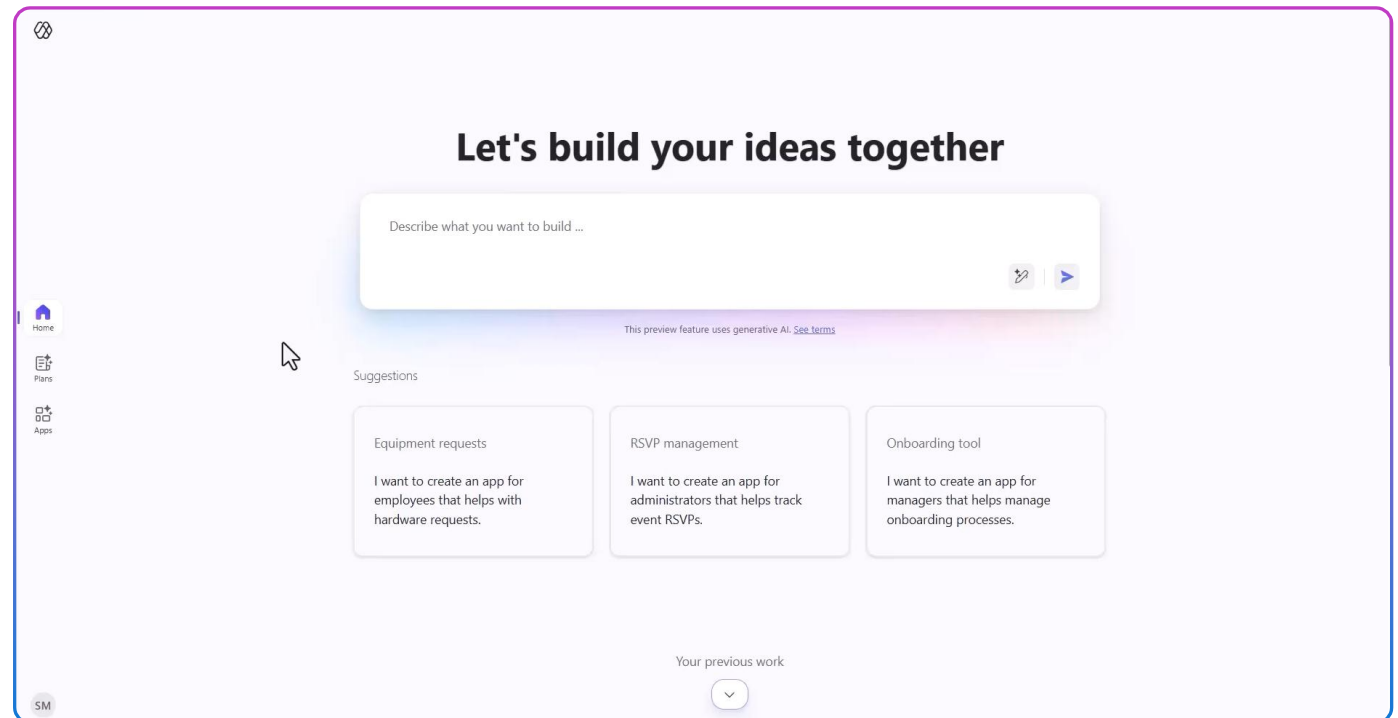 Let's build your ideas together
Describe what you want to build ...
This preview feature uses generative AI. See terms
Home
Plans
Apps
Suggestions
Equipment requests
I want to create an app for
employees that helps with
hardware requests.
RSVP management
I want to create an app for
administrators that helps track
event RSVPs.
Onboarding tool
I want to create an app for
managers that helps manage
onboarding processes.
Your previous work
SM